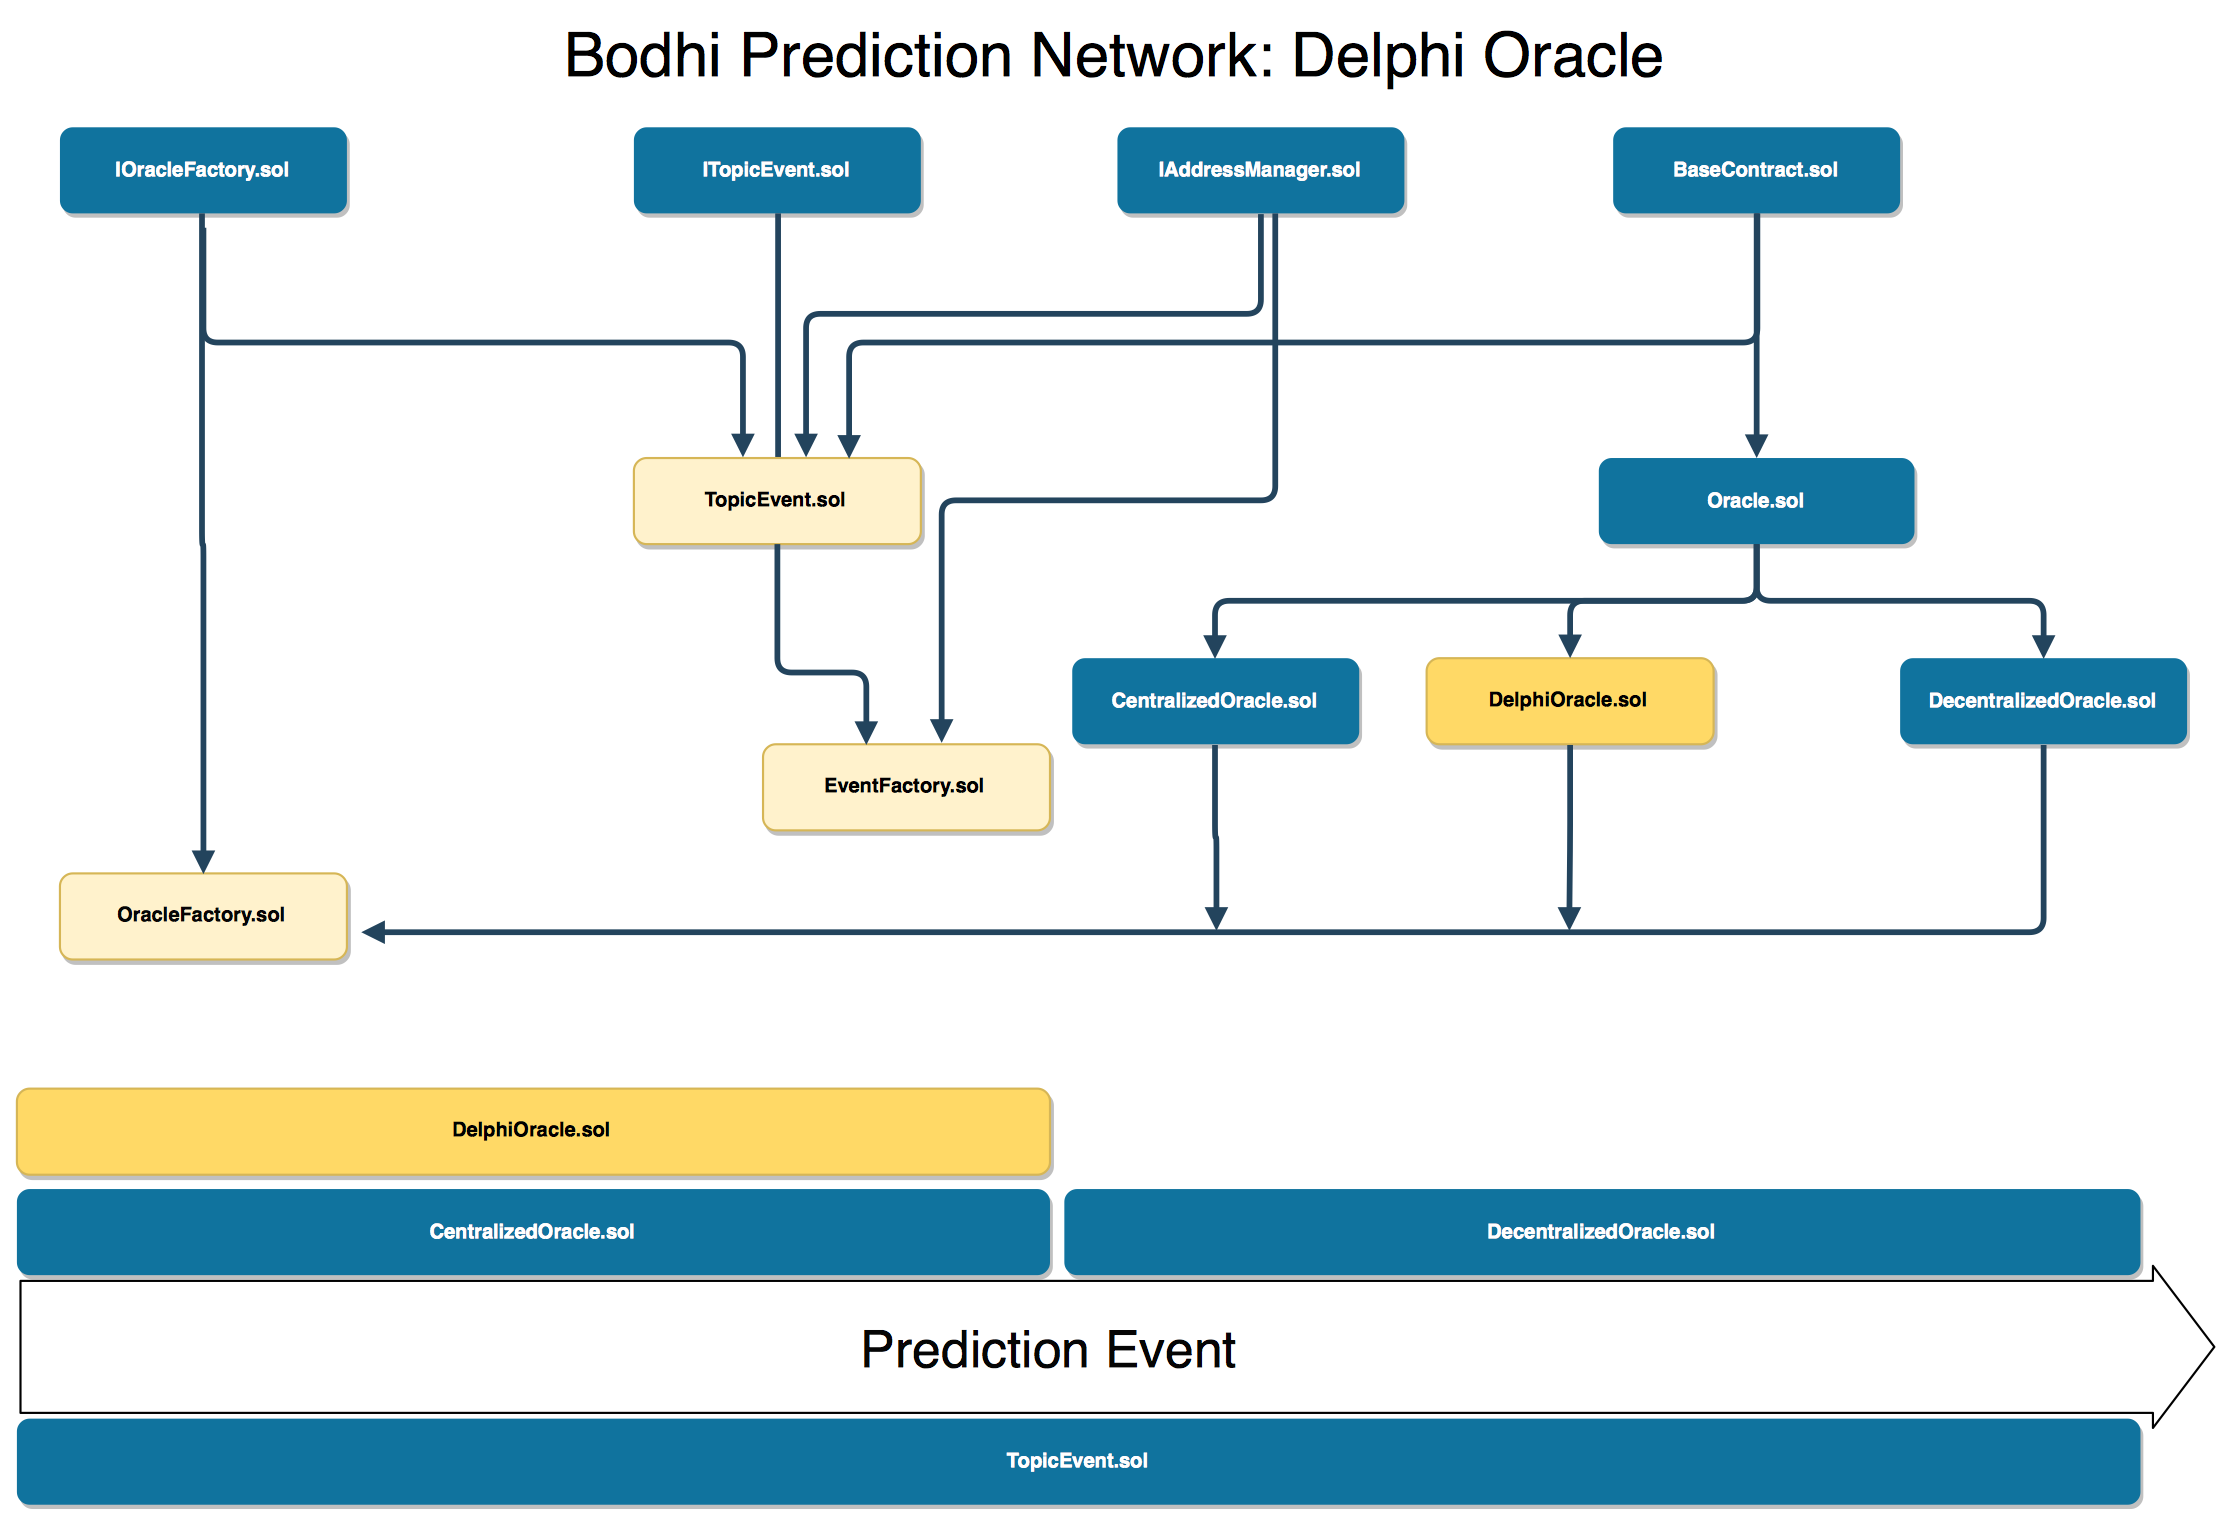 Bodhi Prediction Network: Delphi Oracle
IOracleFactory.sol
ITopicEvent.sol
IAddressManager.sol
BaseContract.sol
TopicEvent.sol
Oracle.sol
CentralizedOracle.sol
DelphiOracle.sol
DecentralizedOracle.sol
EventFactory.sol
OracleFactory.sol
DelphiOracle.sol
CentralizedOracle.sol
DecentralizedOracle.sol
Prediction Event
TopicEvent.sol